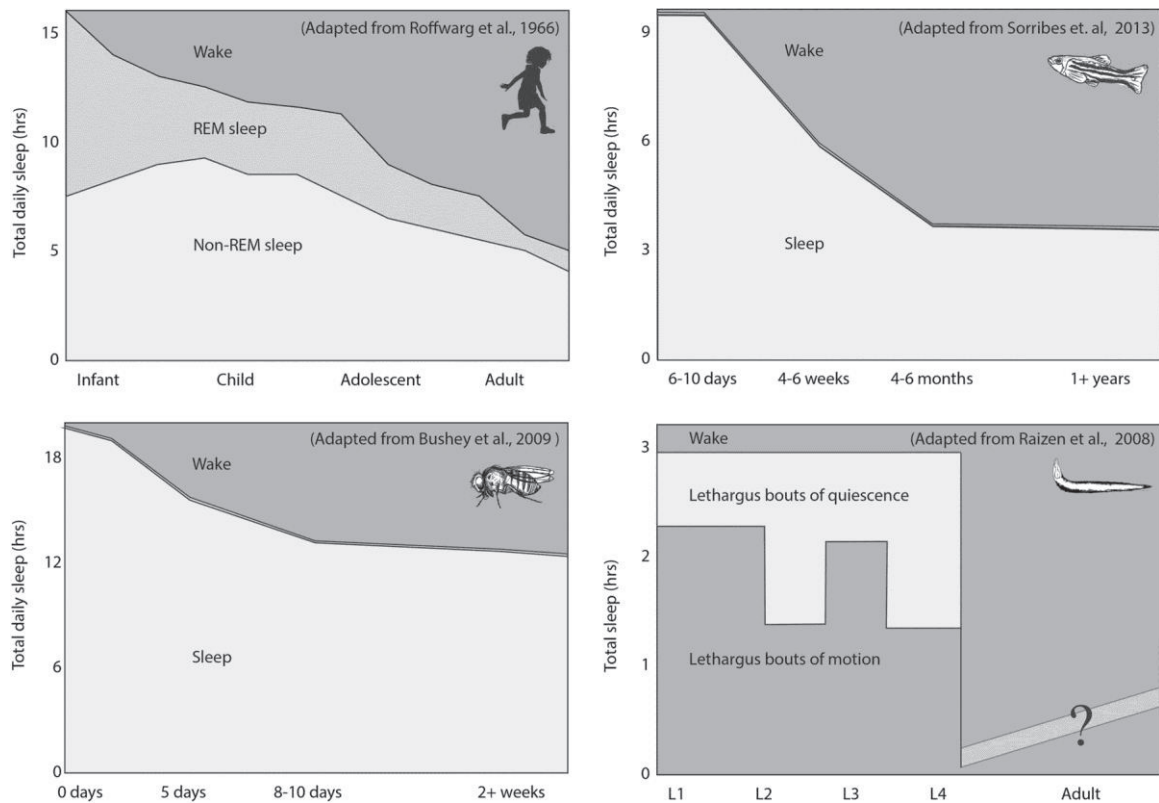 (Adapted from Roffwarg et al., 1966)
15
Wake
REM sleep
10
Total daily sleep (hrs)
Non-REM sleep
5
0
Infant Child Adolescent Adult
(Adapted from Sorribes et. al, 2013)
9
Wake
6
Total daily sleep (hrs)
Sleep
3
0
6-10 days 4-6 weeks 4-6 months 1+ years
(Adapted from Bushey et al., 2009 )
18
Wake
12
Total daily sleep (hrs)
Sleep
6
0
0 days 5 days 8-10 days 2+ weeks
3
Wake
(Adapted from Raizen et al., 2008)
Lethargus bouts of quiescence
2
Total sleep (hrs)
Lethargus bouts of motion
1
?
0
L1 L2 L3 L4 Adult